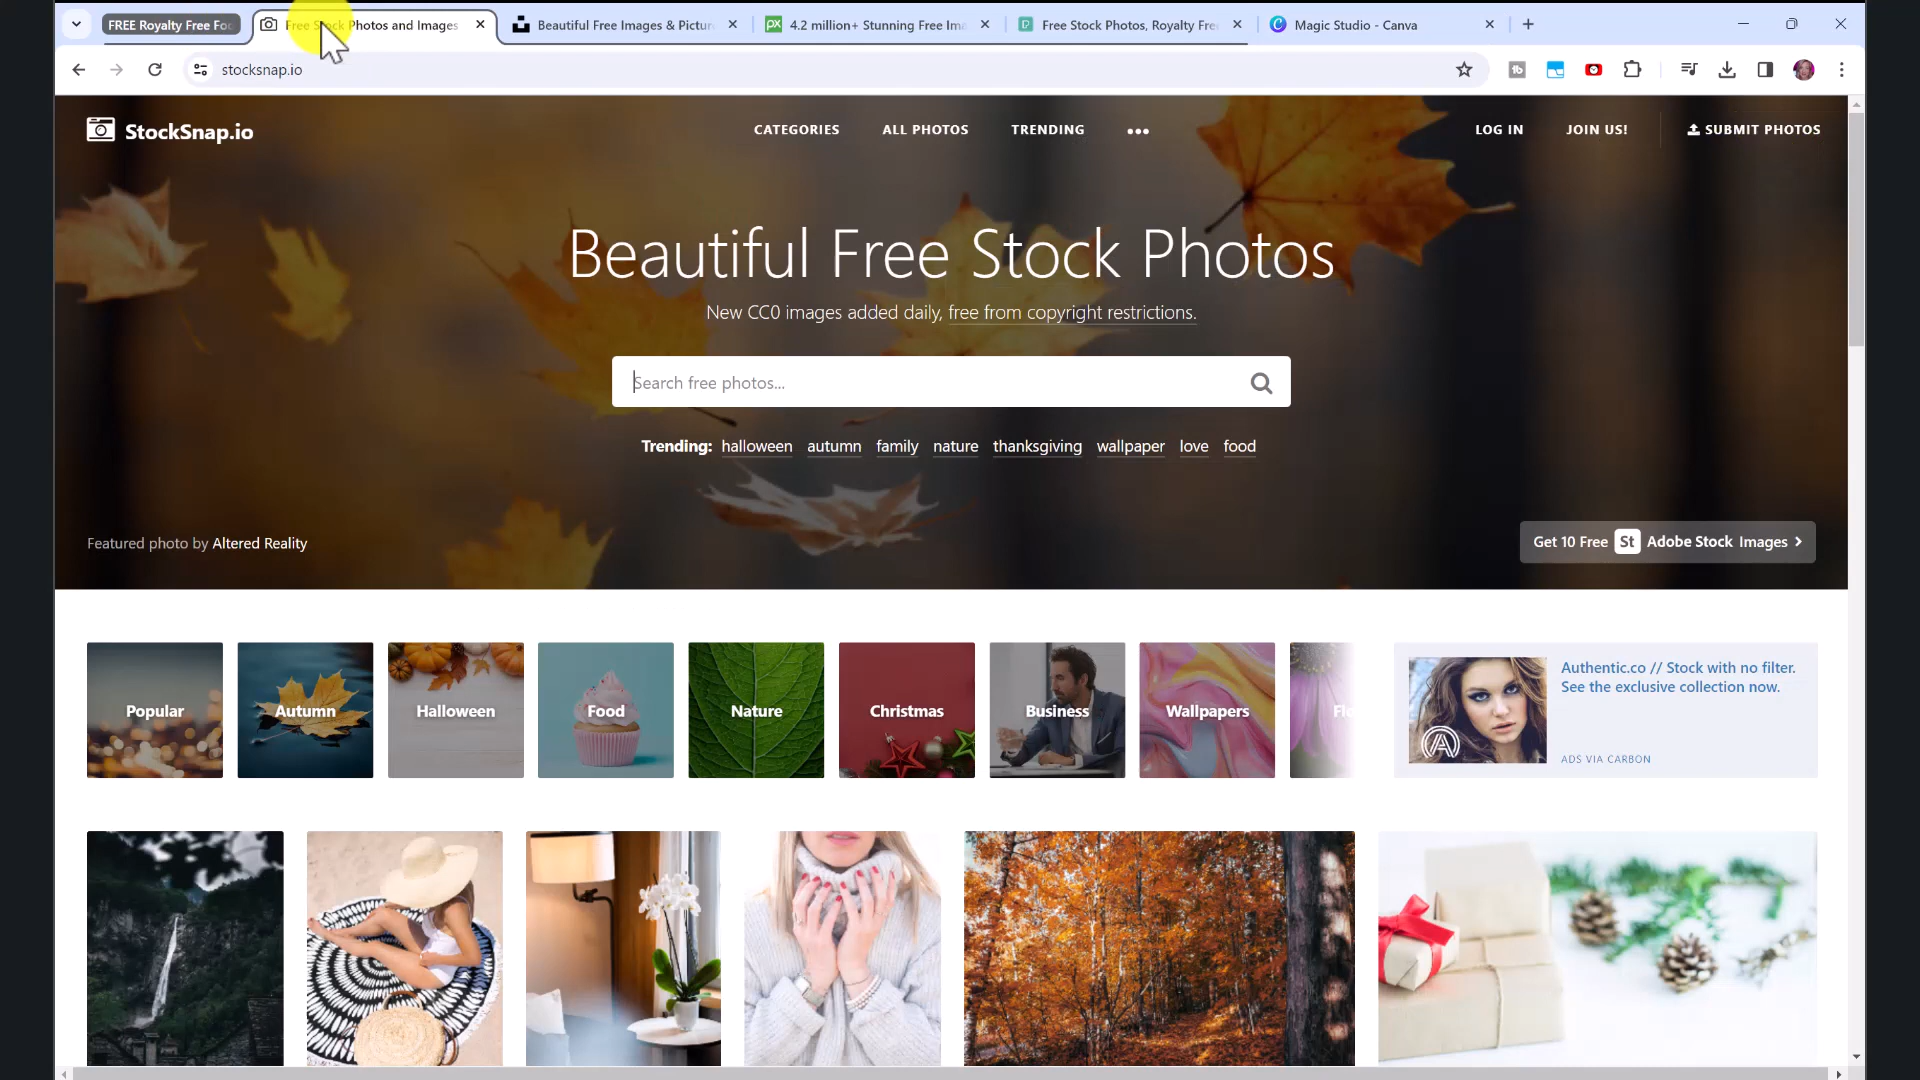 FREE Royalty Free Foo
Free Stock Photos and Images
Beautiful Free Images & Pictur
4.2 million+ Stunning Free Ima
Free Stock Photos, Royalty Free
Magic Studio - Canva
stocksnap.io
StockSnap.io
CATEGORIES
ALL PHOTOS
TRENDING
LOG IN
JOIN US!
SUBMIT PHOTOS
Beautiful Free Stock Photos
New CC0 images added daily, free from copyright restrictions.
Search free photos...
Trending: halloween autumn family nature thanksgiving wallpaper love food
Featured photo by Altered Reality
Get 10 Free St Adobe Stock Images
Popular
Autumn
Halloween
Food
Nature
Christmas
Business
Wallpapers
Flo
Authentic.co // Stock with no filter.
See the exclusive collection now.
ADS VIA CARBON